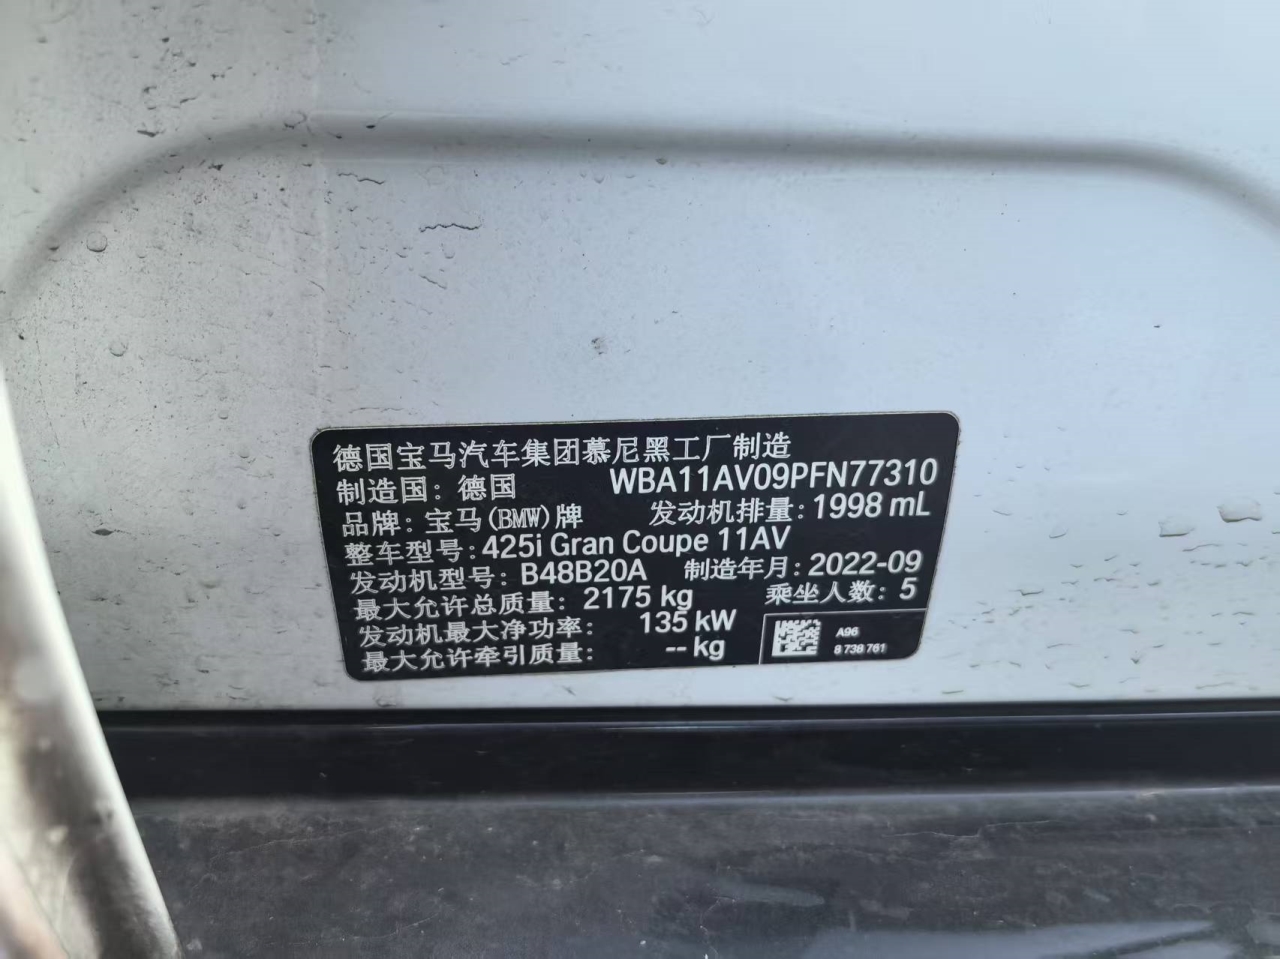 德国宝马汽车集团慕尼黑工厂制造
制造国：德国 WBA11AV09PFN77310
品牌：宝马(BMW)牌 发动机排量：1998 mL
整车型号：425i Gran Coupe 11AV
发动机型号：B48B20A 制造年月：2022-09
最大允许总质量：2175 kg 乘坐人数：5
发动机最大净功率： 135 kW
最大允许牵引质量： -- kg
A96
8 738 761